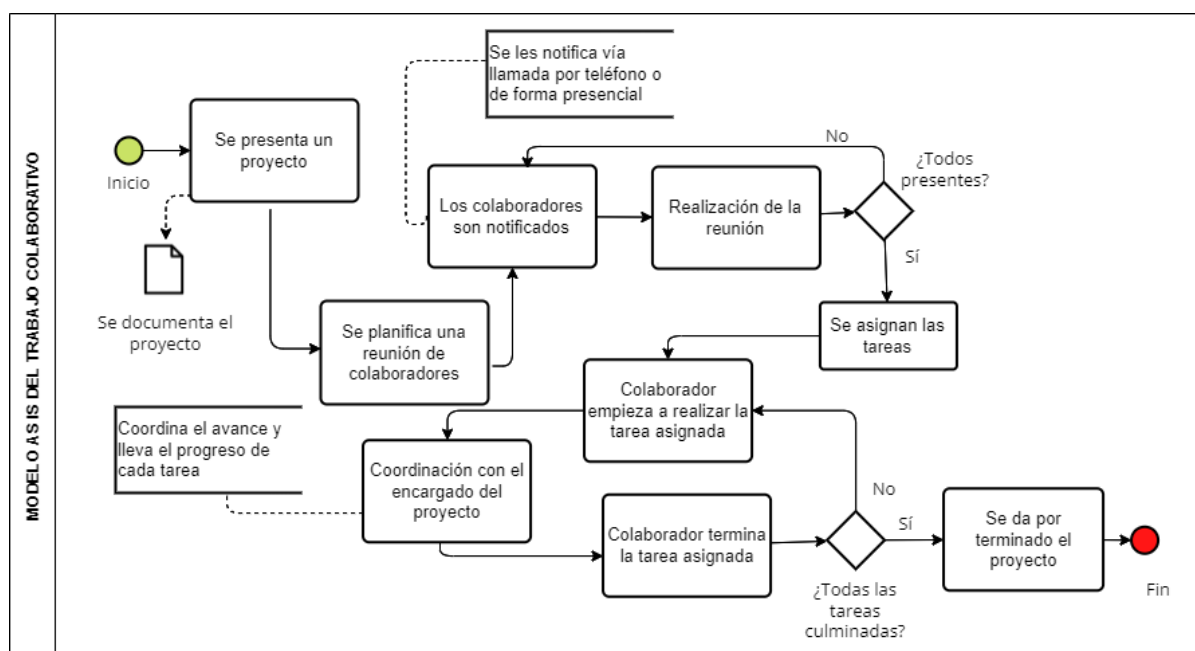 MODELO AS IS DEL TRABAJO COLABORATIVO
Inicio
Se presenta un
proyecto
Se documenta el
proyecto
Se planifica una
reunión de
colaboradores
Se les notifica vía
llamada por teléfono o
de forma presencial
Los colaboradores
son notificados
Realización de la
reunión
¿Todos
presentes?
No
Sí
Se asignan las
tareas
Colaborador
empieza a realizar la
tarea asignada
Coordina el avance y
lleva el progreso de
cada tarea
Coordinación con el
encargado del
proyecto
Colaborador termina
la tarea asignada
¿Todas las
tareas
culminadas?
No
Sí
Se da por
terminado el
proyecto
Fin